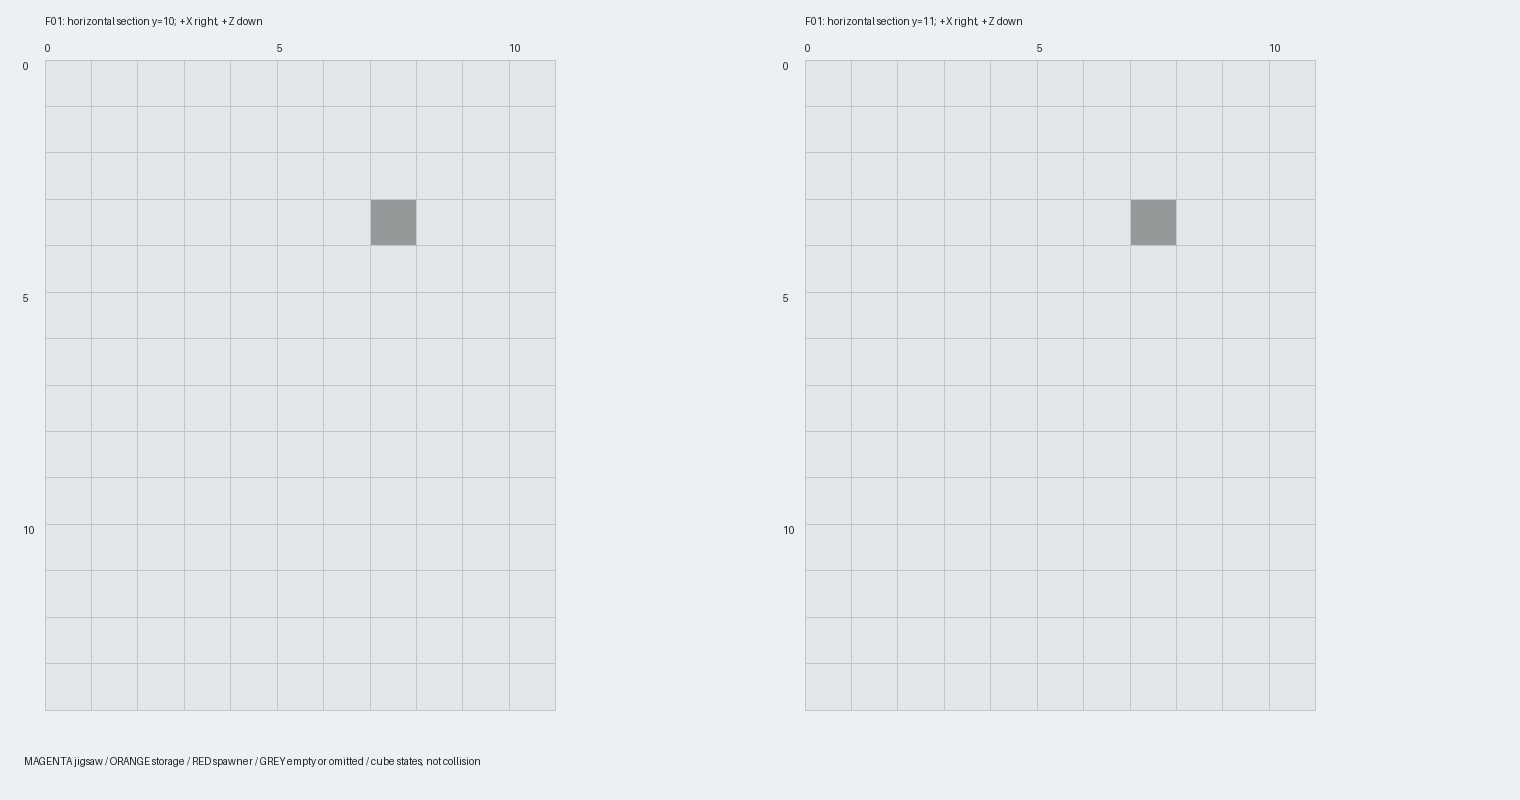 F01: horizontal section y=10; +X right, +Z down
F01: horizontal section y=11; +X right, +Z down
0 5 10
0 5 10
0
0
5
5
10
10
MAGENTA jigsaw / ORANGE storage / RED spawner / GREY empty or omitted / cube states, not collision